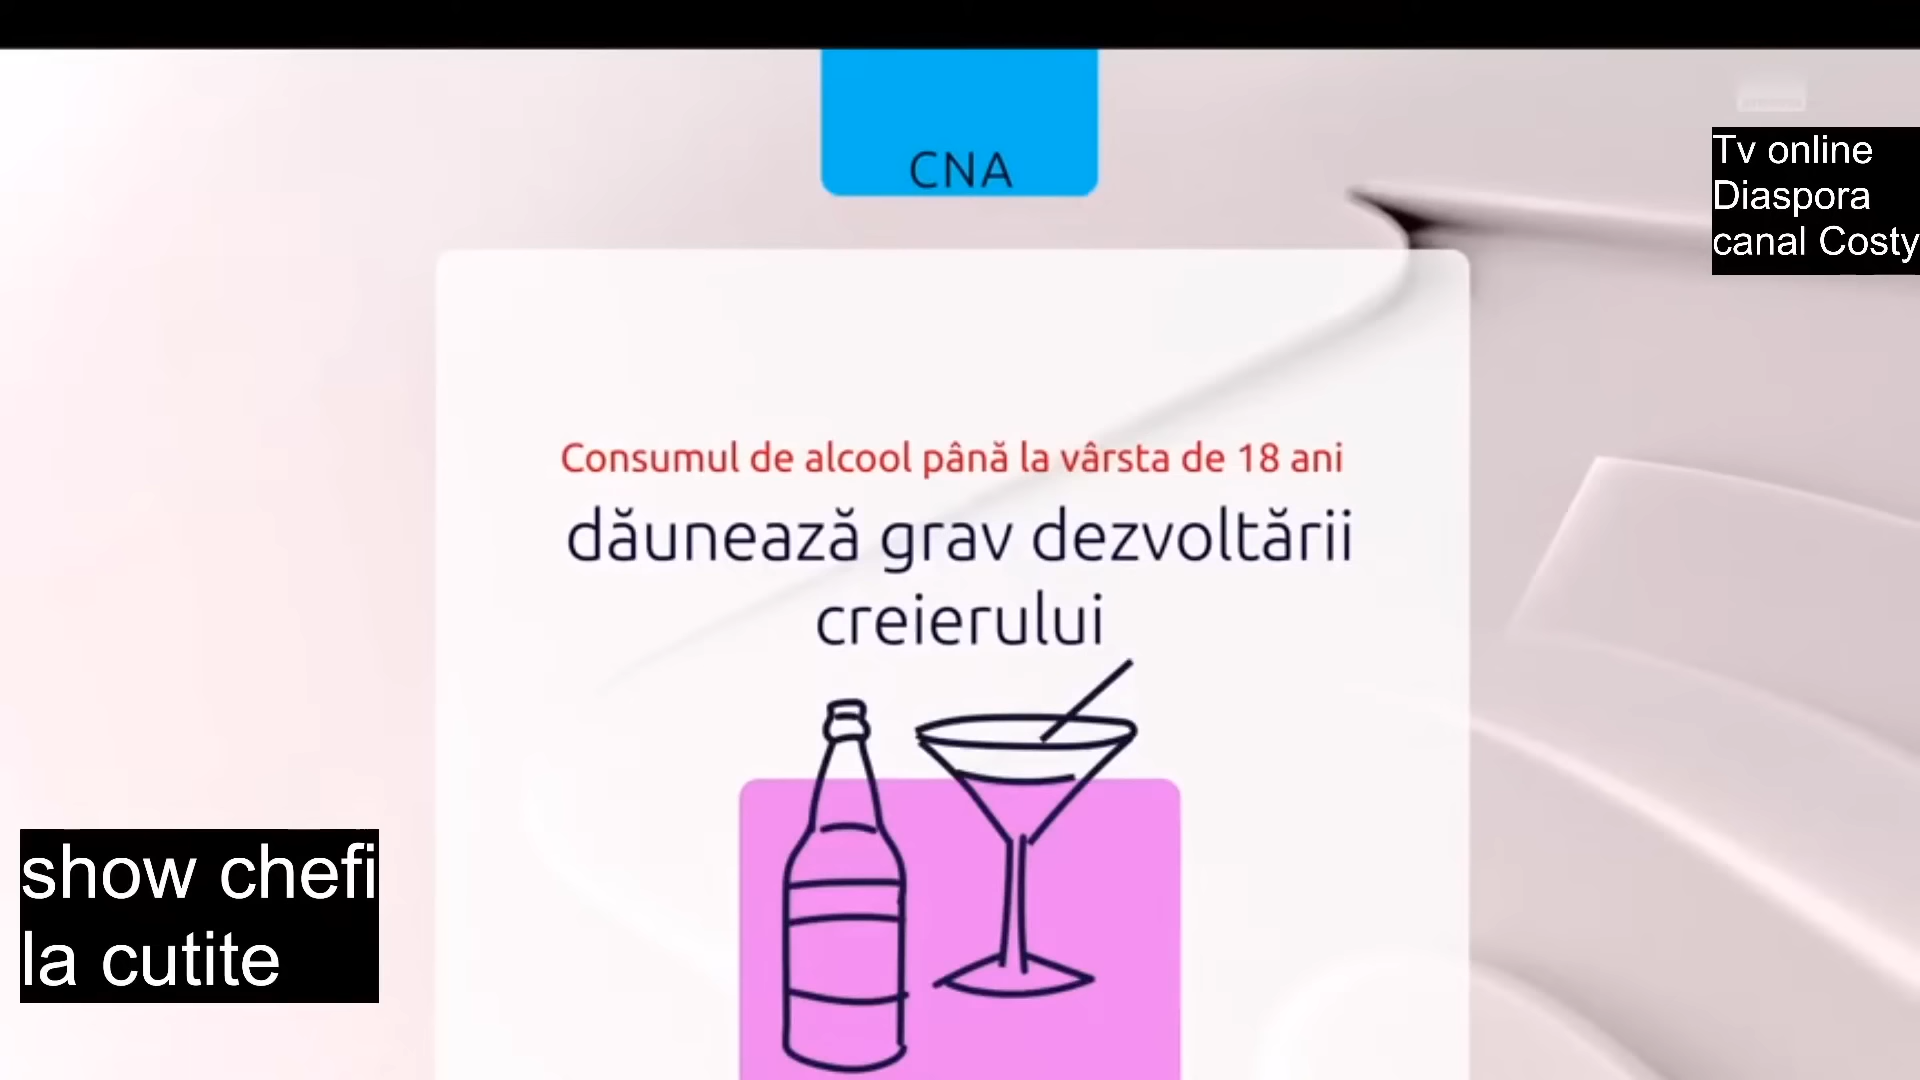 CNA
Tv online
Diaspora
canal Costy
Consumul de alcool până la vârsta de 18 ani
dăunează grav dezvoltării
creierului
show chefi
la cutite